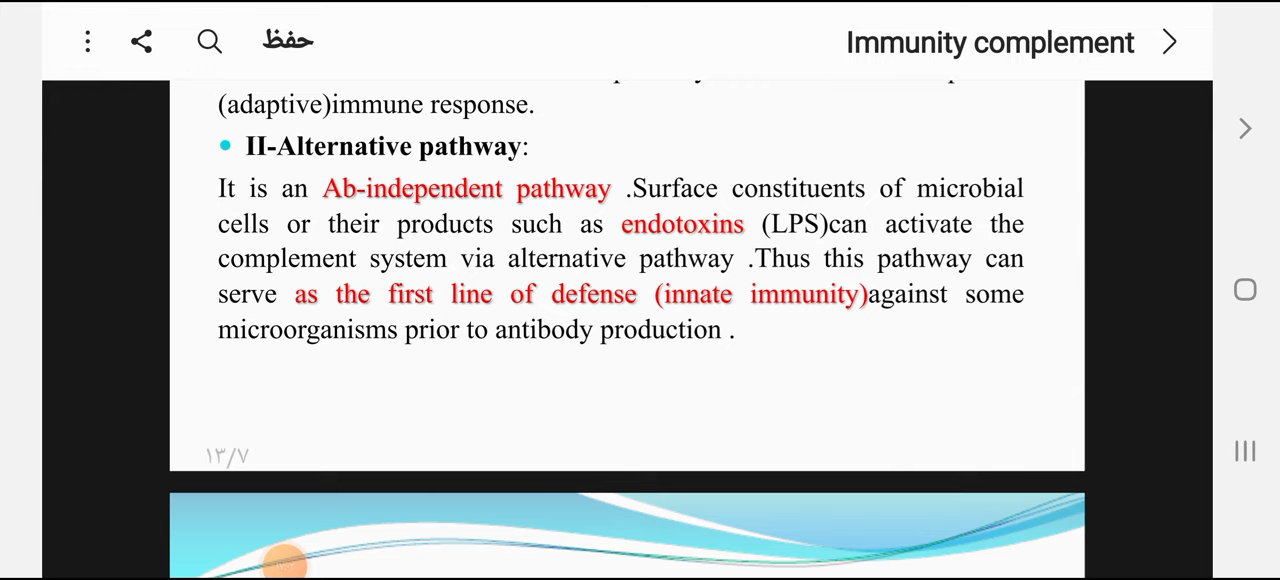 حفظ
Immunity complement
(adaptive)immune response.
• II-Alternative pathway:
It is an Ab-independent pathway .Surface constituents of microbial
cells or their products such as endotoxins (LPS)can activate the
complement system via alternative pathway .Thus this pathway can
serve as the first line of defense (innate immunity)against some
microorganisms prior to antibody production .
١٣/٧